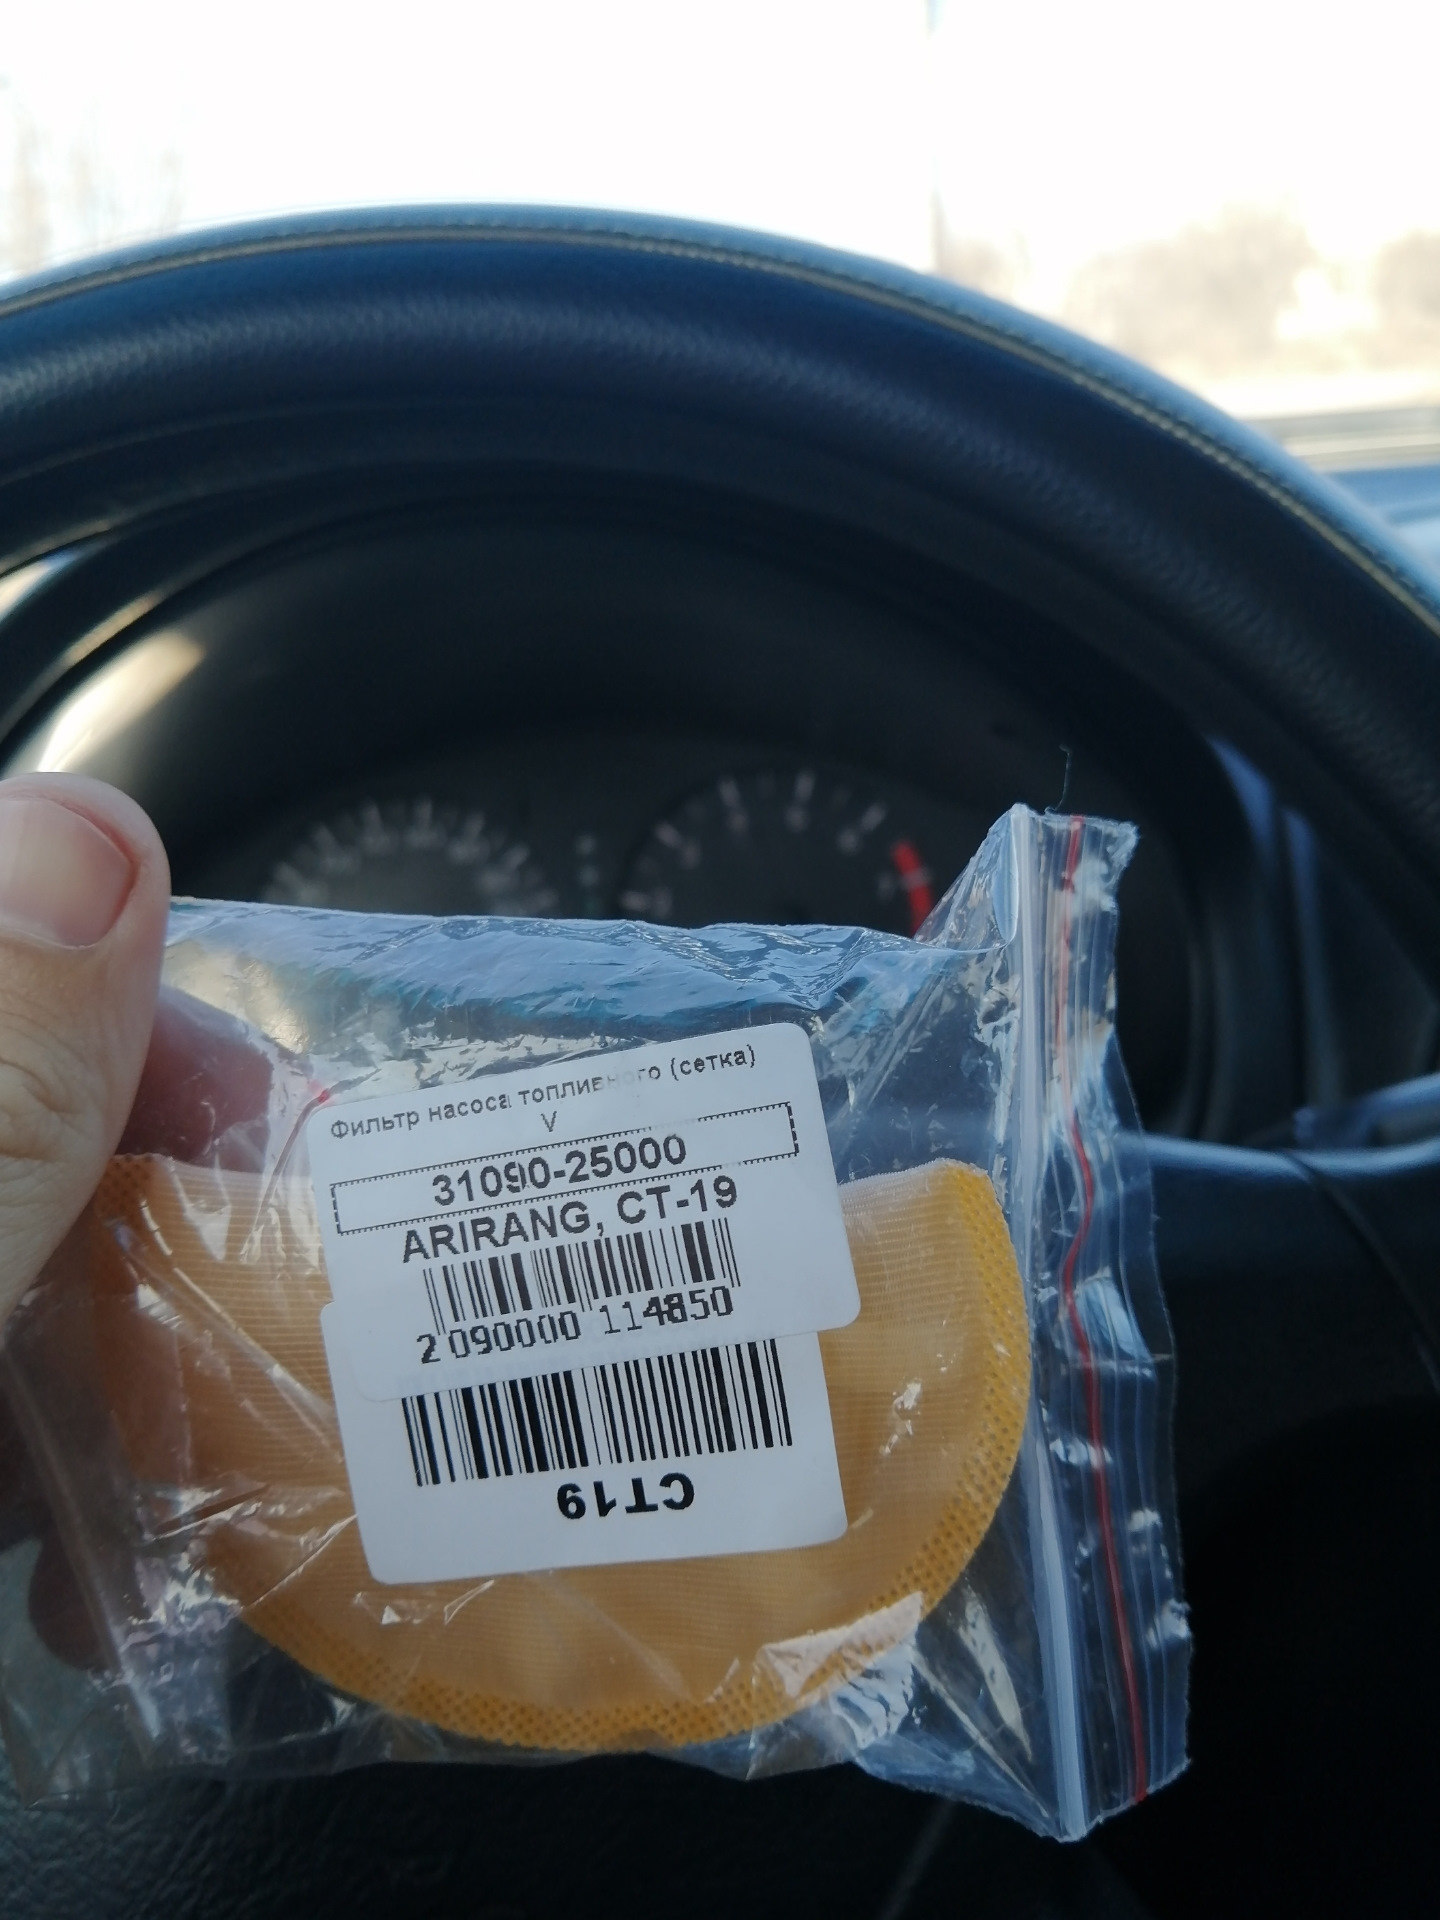 Фильтр насоса топливного (сетка)
V
31090-25000
ARIRANG, CT-19
2 090000 114850
CT19